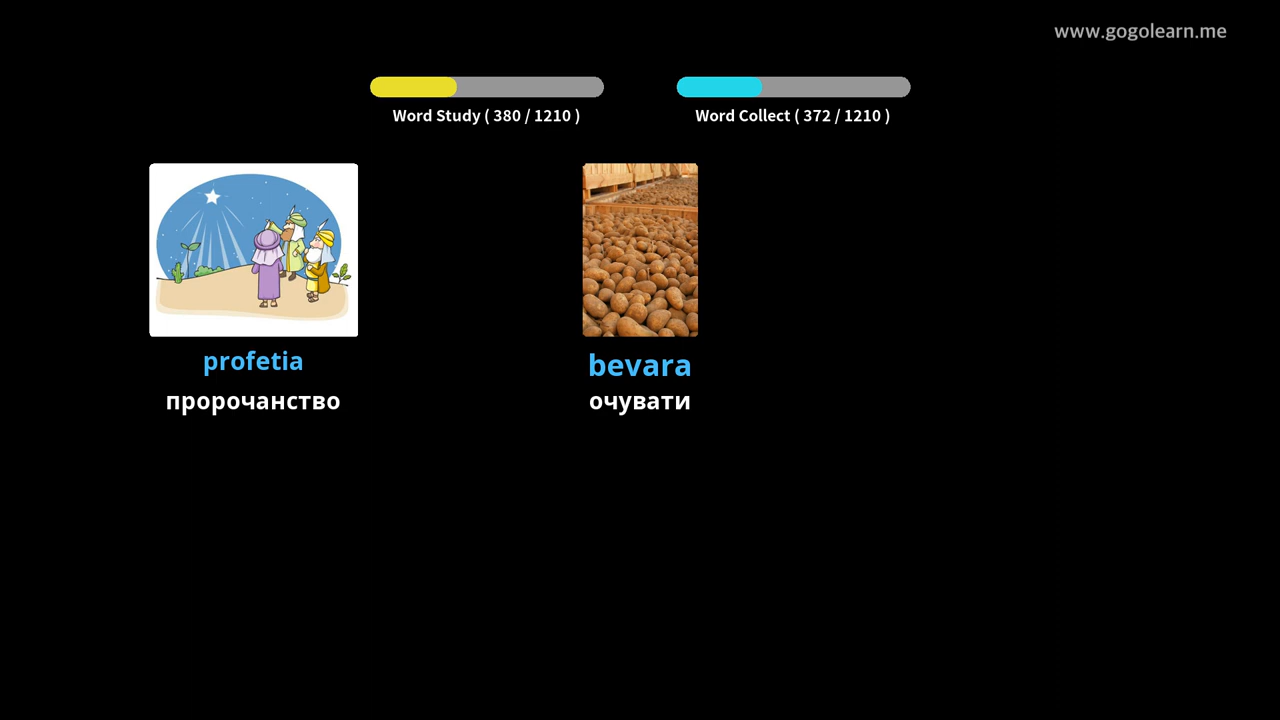 www.gogolearn.me
Word Study ( 380 / 1210 )
Word Collect ( 372 / 1210 )
profetia
пророчанство
bevara
очувати